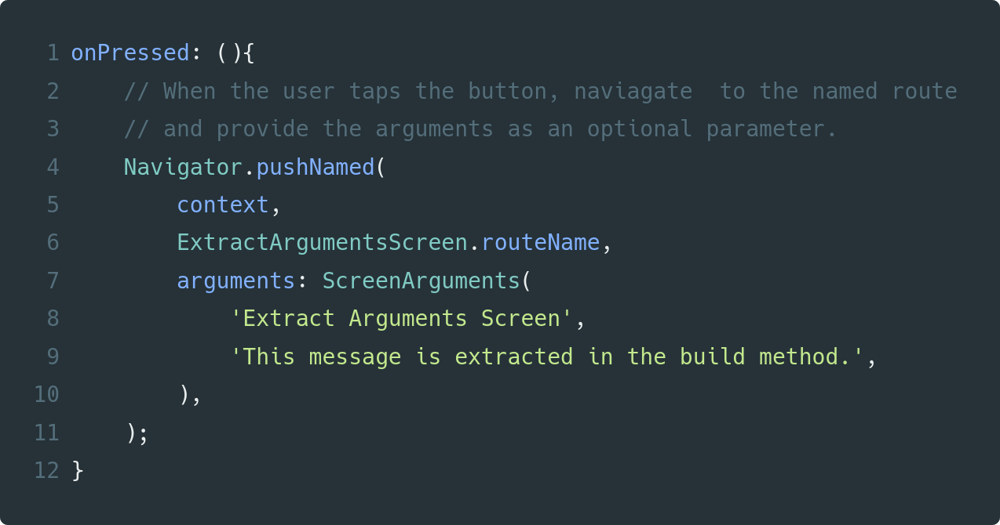 1 onPressed: (){
2     // When the user taps the button, naviagate  to the named route
3     // and provide the arguments as an optional parameter.
4     Navigator.pushNamed(
5         context,
6         ExtractArgumentsScreen.routeName,
7         arguments: ScreenArguments(
8             'Extract Arguments Screen',
9             'This message is extracted in the build method.',
10         ),
11     );
12 }